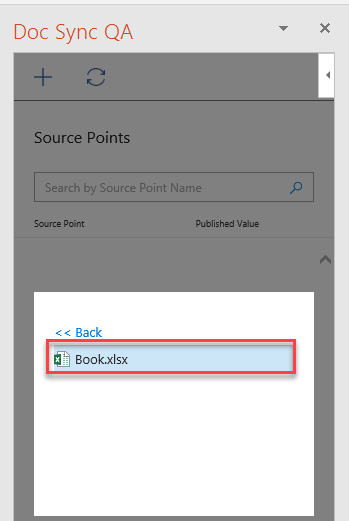 Doc Sync QA
Source Points
Search by Source Point Name
Source Point Published Value
<< Back
Book.xlsx